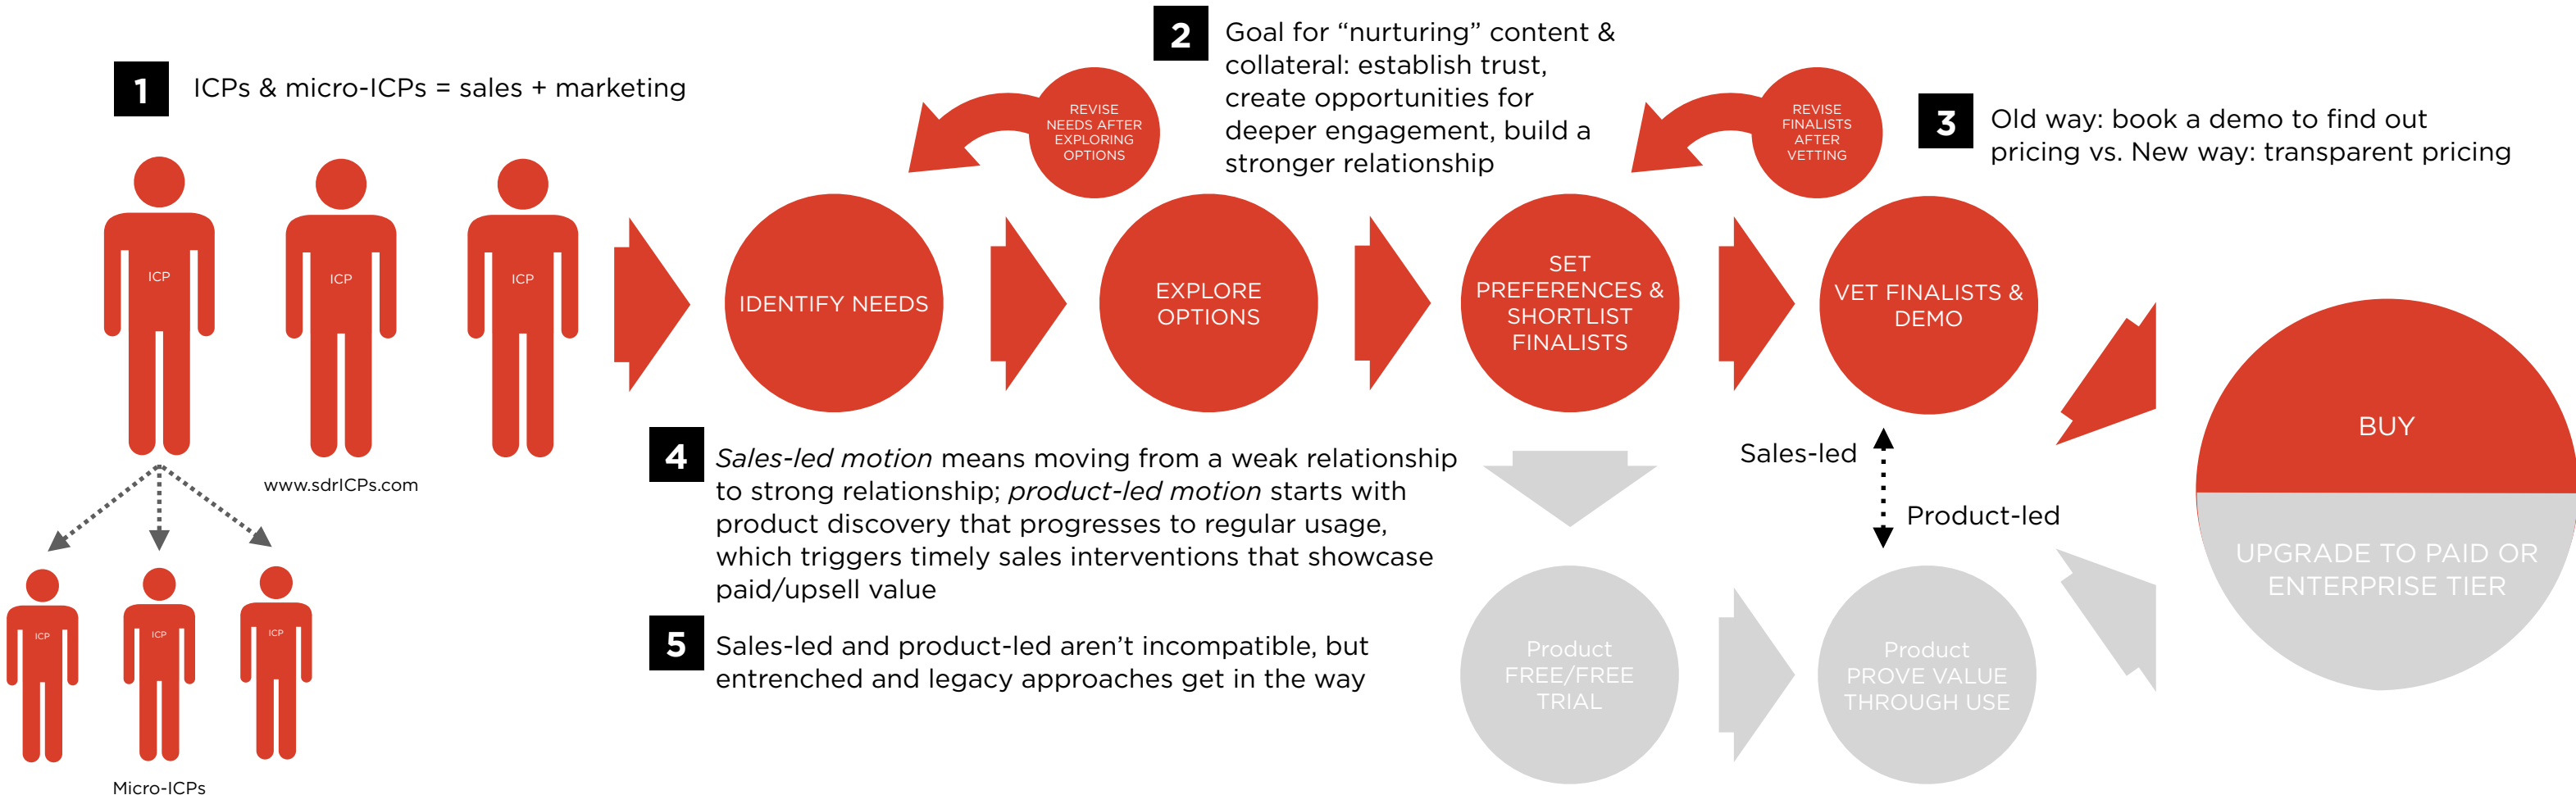 1
ICPs & micro-ICPs = sales + marketing
ICP
ICP
ICP
www.sdrICPs.com
ICP
ICP
ICP
Micro-ICPs
REVISE
NEEDS AFTER
EXPLORING
OPTIONS
2
Goal for “nurturing” content &
collateral: establish trust,
create opportunities for
deeper engagement, build a
stronger relationship
REVISE
FINALISTS
AFTER
VETTING
3
Old way: book a demo to find out
pricing vs. New way: transparent pricing
IDENTIFY NEEDS
EXPLORE
OPTIONS
SET
PREFERENCES &
SHORTLIST
FINALISTS
VET FINALISTS &
DEMO
4
Sales-led motion means moving from a weak relationship
to strong relationship; product-led motion starts with
product discovery that progresses to regular usage,
which triggers timely sales interventions that showcase
paid/upsell value
5
Sales-led and product-led aren’t incompatible, but
entrenched and legacy approaches get in the way
Sales-led
Product-led
Product
FREE/FREE
TRIAL
Product
PROVE VALUE
THROUGH USE
BUY
UPGRADE TO PAID OR
ENTERPRISE TIER